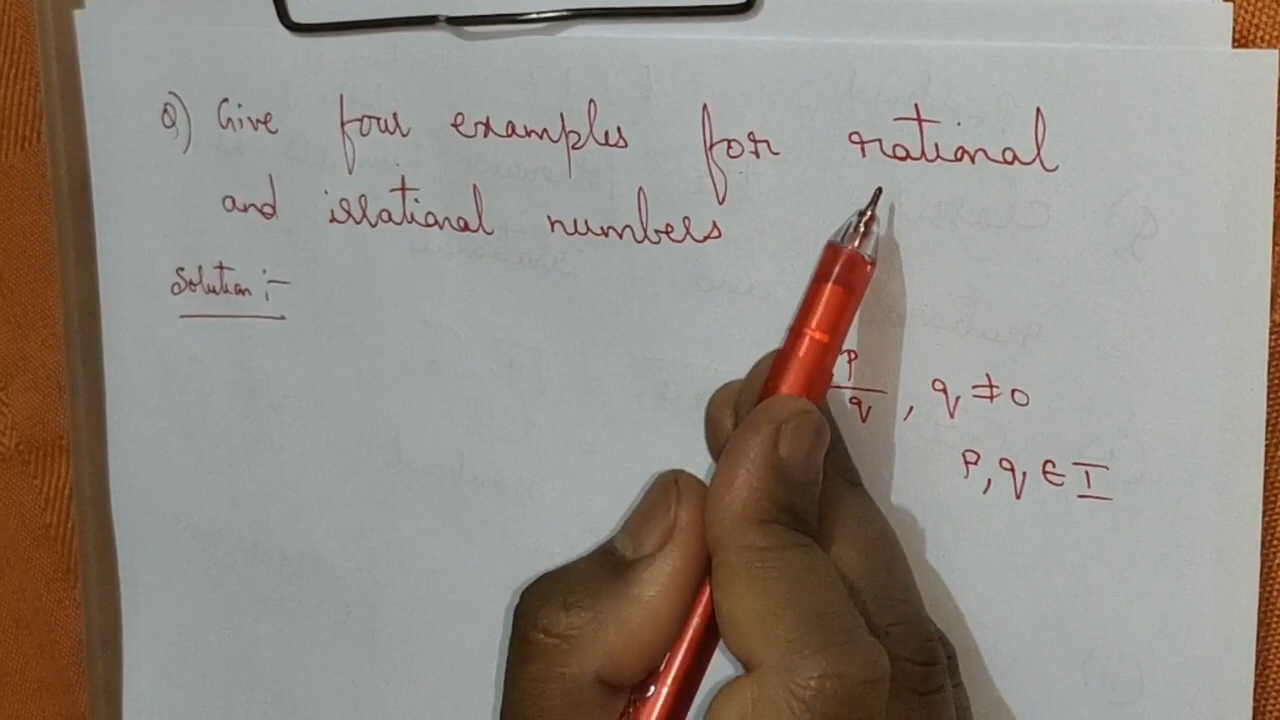 Q) Give four examples for rational
and irrational numbers
Solution :-
p/q , q ≠ 0
P, q ∈ I